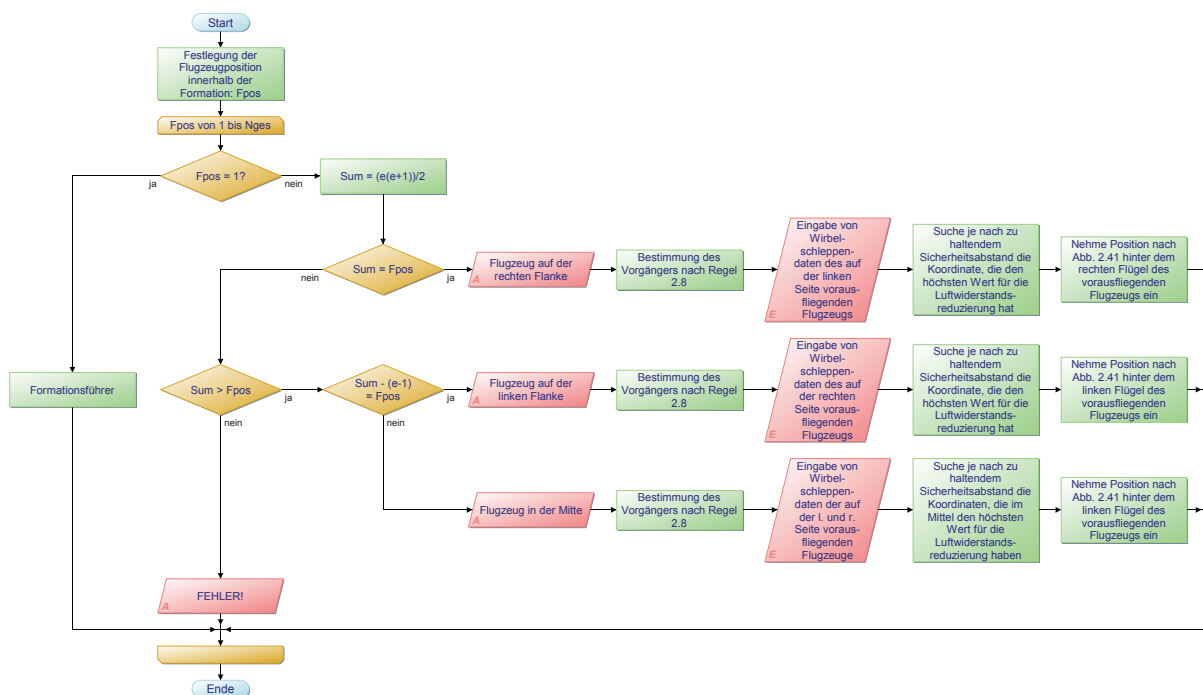 Start
Festlegung der
Flugzeugposition
innerhalb der
Formation: Fpos
Fpos von 1 bis Nges
Fpos = 1?
ja
nein
Sum = (e(e+1))/2
Sum = Fpos
nein
ja
Flugzeug auf der
rechten Flanke
A
Bestimmung des
Vorgängers nach Regel
2.8
Eingabe von
Wirbel-
schleppen-
daten des auf
der linken
Seite voraus-
fliegenden
Flugzeugs
E
Suche je nach zu
haltendem
Sicherheitsabstand die
Koordinate, die den
höchsten Wert für die
Luftwiderstands-
reduzierung hat
Nehme Position nach
Abb. 2.41 hinter dem
rechten Flügel des
vorausfliegenden
Flugzeugs ein
Formationsführer
Sum > Fpos
ja
nein
Sum - (e-1)
= Fpos
ja
nein
Flugzeug auf der
linken Flanke
A
Bestimmung des
Vorgängers nach Regel
2.8
Eingabe von
Wirbel-
schleppen-
daten des auf
der rechten
Seite voraus-
fliegenden
Flugzeugs
E
Suche je nach zu
haltendem
Sicherheitsabstand die
Koordinate, die den
höchsten Wert für die
Luftwiderstands-
reduzierung hat
Nehme Position nach
Abb. 2.41 hinter dem
linken Flügel des
vorausfliegenden
Flugzeugs ein
Flugzeug in der Mitte
A
Bestimmung des
Vorgängers nach Regel
2.8
Eingabe von
Wirbel-
schleppen-
daten der auf
der l. und r.
Seite voraus-
fliegenden
Flugzeuge
E
Suche je nach zu
haltendem
Sicherheitsabstand die
Koordinaten, die im
Mittel den höchsten
Wert für die
Luftwiderstands-
reduzierung haben
Nehme Position nach
Abb. 2.41 hinter dem
linken Flügel des
vorausfliegenden
Flugzeugs ein
FEHLER!
A
Ende